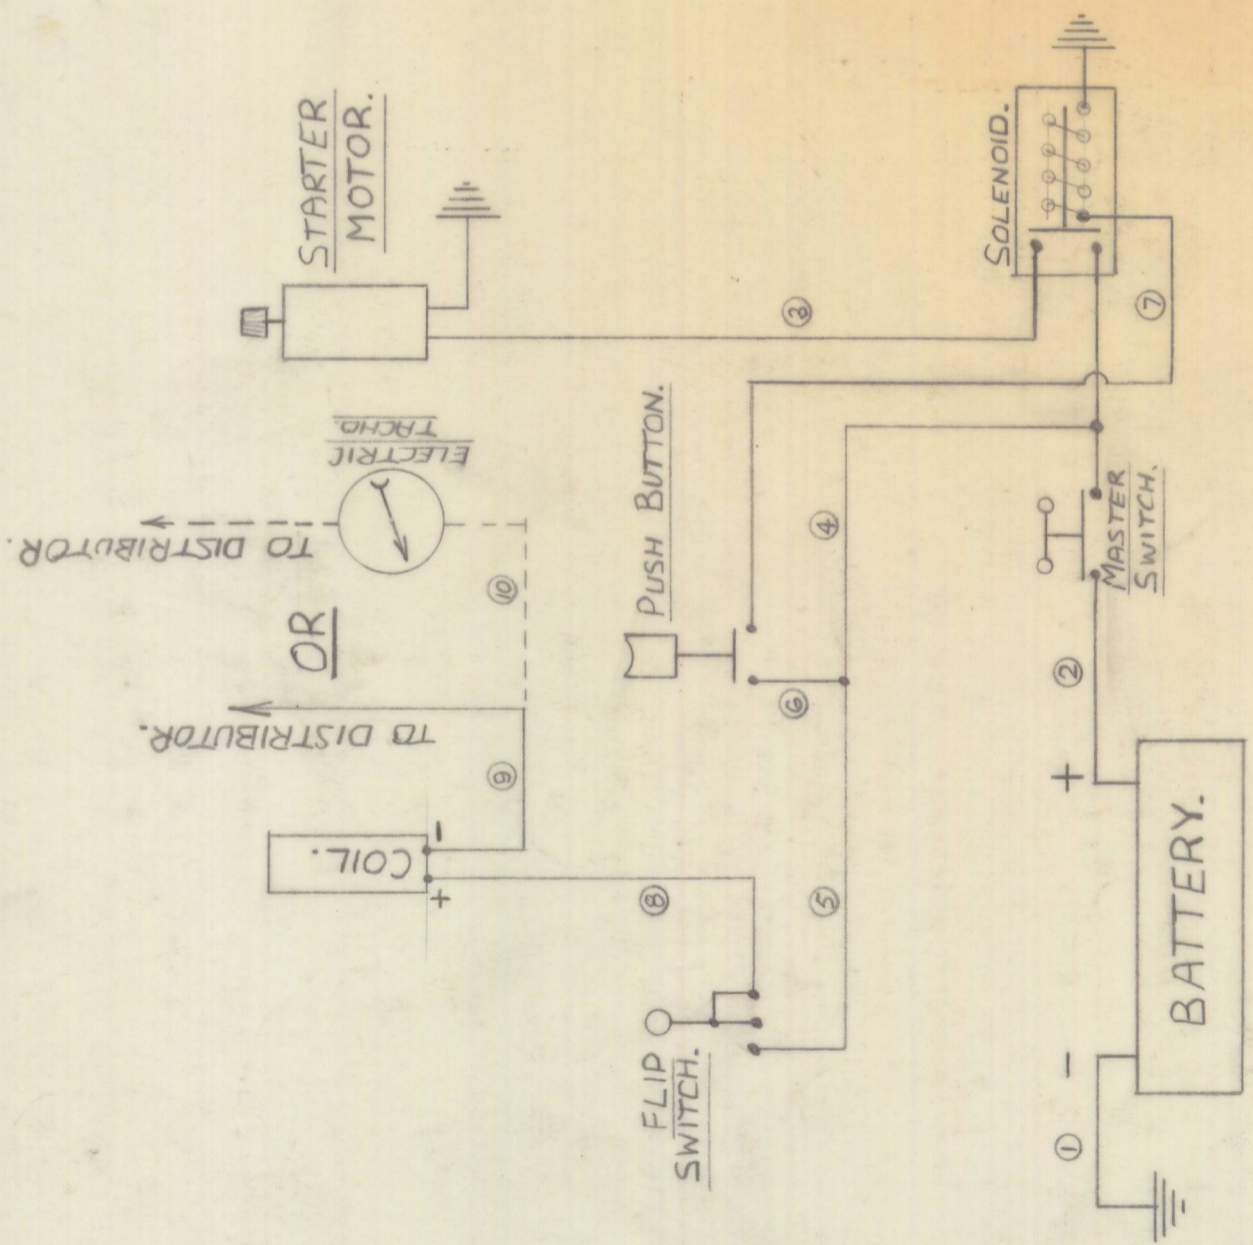 STARTER
MOTOR.
SOLENOID.
③
⑦
ELECTRIC
TACHO.
TO DISTRIBUTOR.
PUSH BUTTON.
④
MASTER
SWITCH.
⑩
OR
⑥
②
TO DISTRIBUTOR.
⑨
+
BATTERY.
-
COIL.
+
⑧
⑤
FLIP
SWITCH.
-
①